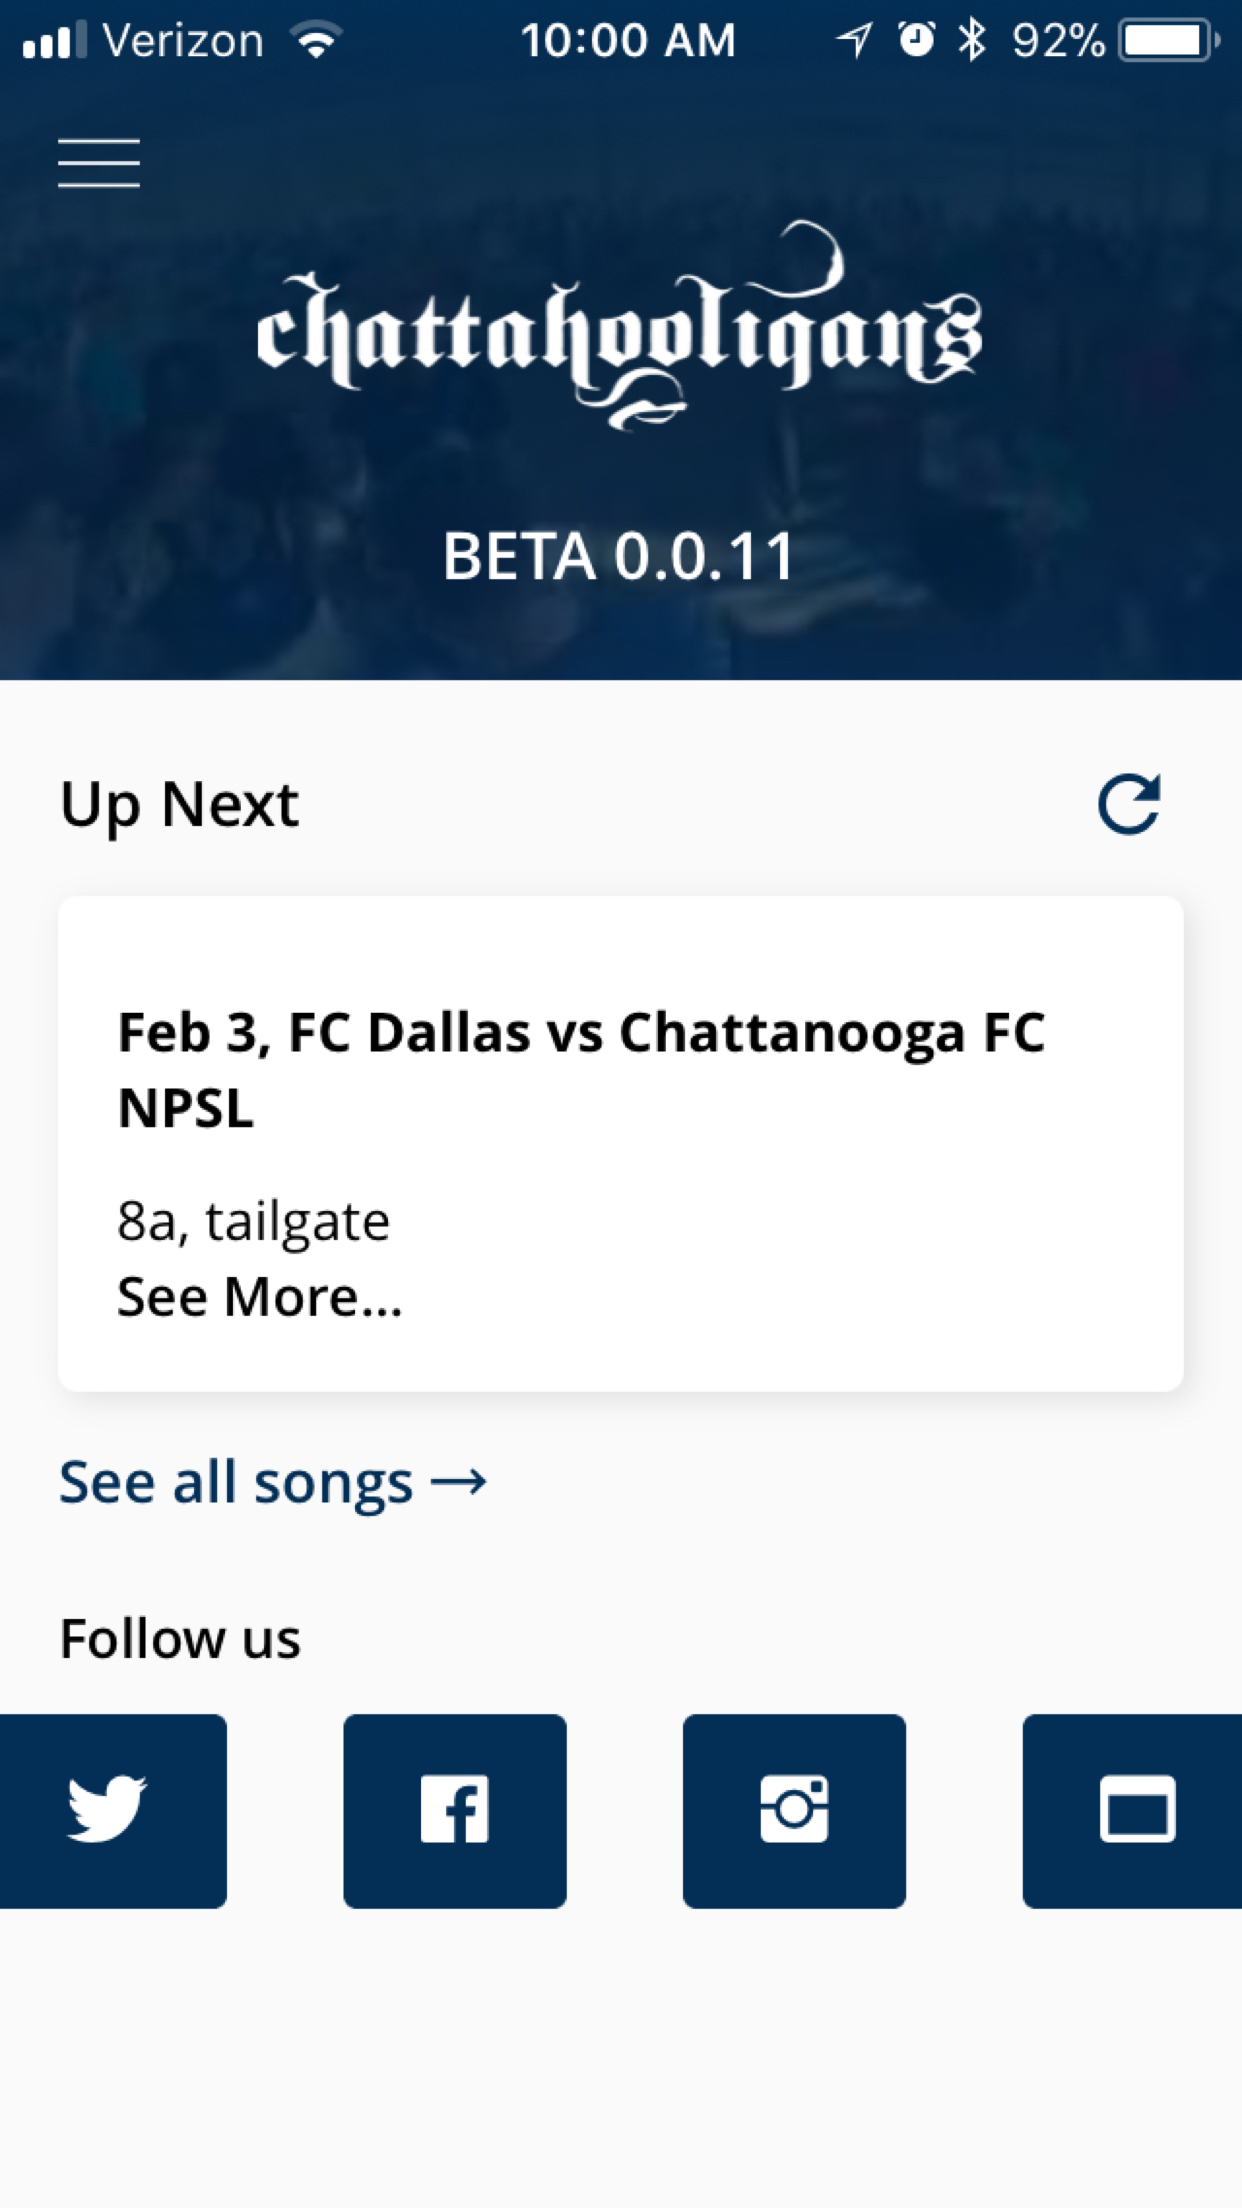 Verizon 10:00 AM 92%
chattahooligans
BETA 0.0.11
Up Next
Feb 3, FC Dallas vs Chattanooga FC
NPSL
8a, tailgate
See More...
See all songs →
Follow us